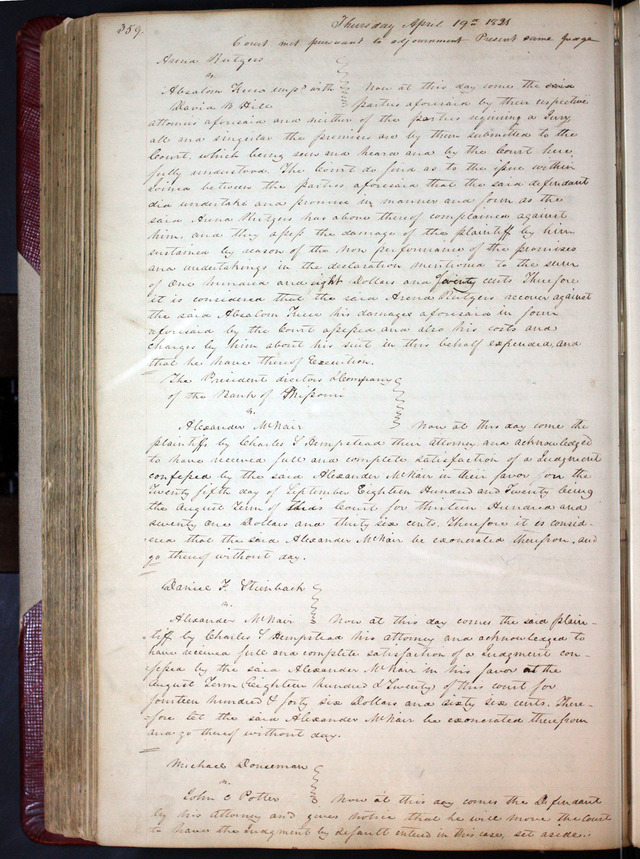 359.
Thursday April 19th 1821
Court met pursuant to adjournment Present same Judge
Arena Rutgers
vs
Absalom Link impd with Now at this day comes the said
David B Hill parties aforesaid by their respective
attornies aforesaid and neither of the parties requiring a Jury
all and singular the premises are by them submitted to the
Court, which being seen and heard and by the Court here
fully understood. The Court do find as to the issue within
Joined between the parties aforesaid that the said defendant
did undertake and promise in manner and form as the
said Arena Rutgers has above thereof complained against
him, and they assess the damage of the plaintiff by him
sustained by reason of the non performance of the promises
and undertakings in the declaration mentioned to the sum
of One hundred and eight Dollars and Twenty cents Therefore
it is considered that the said Arena Rutgers recover against
the said Absalom Link his damages aforesaid in form
aforesaid by the Court assessed and also his costs and
charges by him about his suit in this behalf expended, and
that he have thereof Execution.
The President directors & Company
of the Bank of Missouri
vs.
Alexander McNair Now at this day come the
plaintiffs by Charles S Hempstead their attorney and acknowledged
to have received full and complete satisfaction of a Judgment
confessed by the said Alexander McNair in their favor for on the
Twenty fifth day of September Eighteen Hundred and Twenty being
the August Term of this Court for thirteen Hundred and
seventy one Dollars and thirty six cents. Therefore it is consid-
ered that the said Alexander McNair be exonerated therefrom, and
go thereof without day.
Daniel F. Steinback
vs.
Alexander McNair Now at this day comes the said plain-
tiff by Charles S Hempstead his attorney and acknowledged to
have received full and complete satisfaction of a Judgment con-
fessed by the said Alexander McNair in his favor at the
August Term (Eighteen hundred & Twenty) of this court for
fourteen hundred & forty six Dollars and sixty six cents. There-
fore let the said Alexander McNair be exonerated therefrom
and go thereof without day.
Michael Donseman
vs.
John C Potter Now at this day comes the Defendant
by his Attorney and gives notice that he will move the Court
to have the Judgment by default entered in this case, set aside.